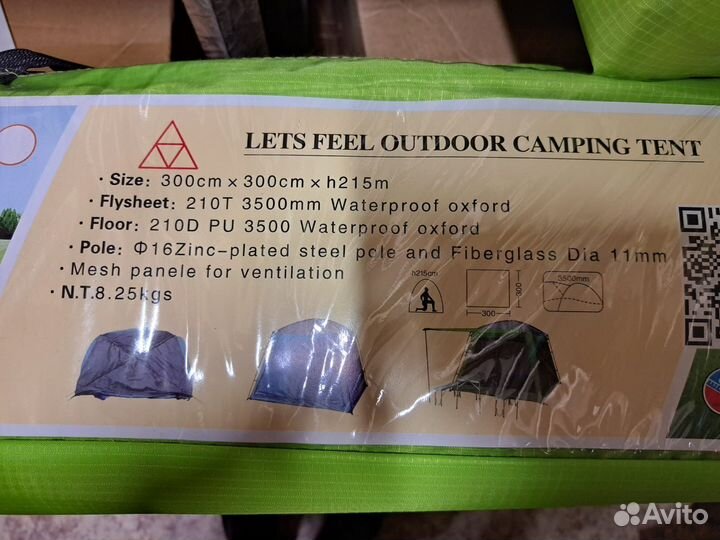 LETS FEEL OUTDOOR CAMPING TENT
· Size: 300cm × 300cm × h215m
· Flysheet: 210T 3500mm Waterproof oxford
· Floor: 210D PU 3500 Waterproof oxford
· Pole: Φ16Zinc-plated steel pole and Fiberglass Dia 11mm
· Mesh panele for ventilation
· N.T.8.25kgs
h215cm
300
300
3500mm
Avito